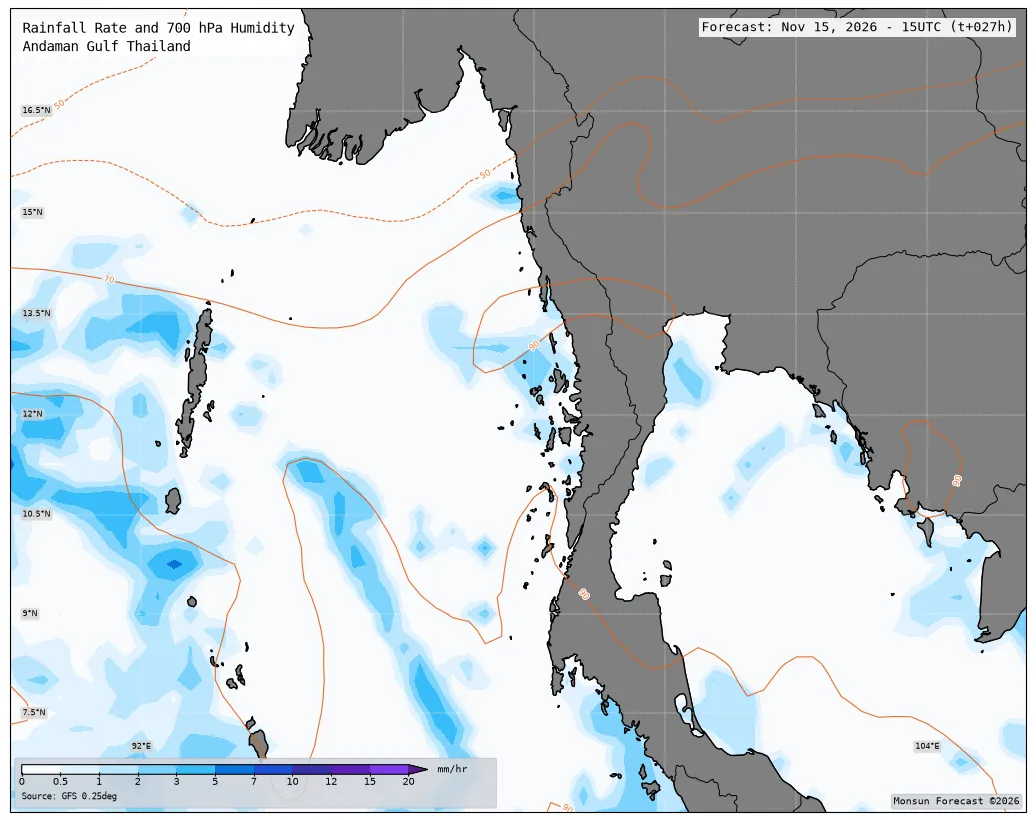 Rainfall Rate and 700 hPa Humidity
Andaman Gulf Thailand
Forecast: Nov 15, 2026 - 15UTC (t+027h)
50
16.5°N
50
15°N
70
13.5°N
90
12°N
90
10.5°N
90
9°N
7.5°N
92°E
104°E
mm/hr
0 0.5 1 2 3 5 7 10 12 15 20
Source: GFS 0.25deg
90
Monsun Forecast ©2026